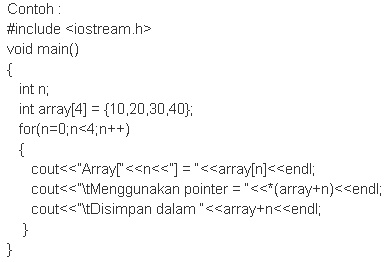 Contoh :
#include <iostream.h>
void main()
{
int n;
int array[4] = {10,20,30,40};
for(n=0;n<4;n++)
{
cout<<"Array["<<n<<"] = "<<array[n]<<endl;
cout<<"\tMenggunakan pointer = "<<*(array+n)<<endl;
cout<<"\tDisimpan dalam "<<array+n<<endl;
}
}